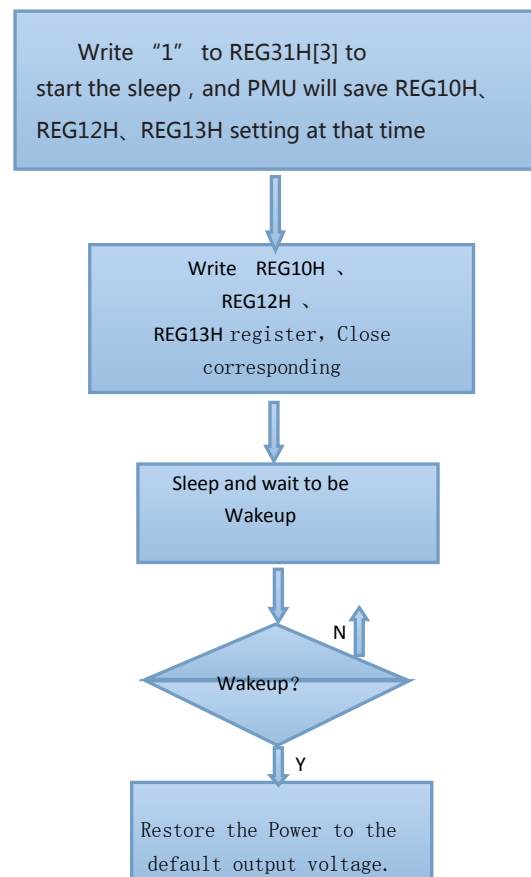 Write “1” to REG31H[3] to
start the sleep , and PMU will save REG10H、
REG12H、REG13H setting at that time
Write REG10H 、
REG12H 、
REG13H register，Close
corresponding
Sleep and wait to be
Wakeup
N
Wakeup？
Y
Restore the Power to the
default output voltage.